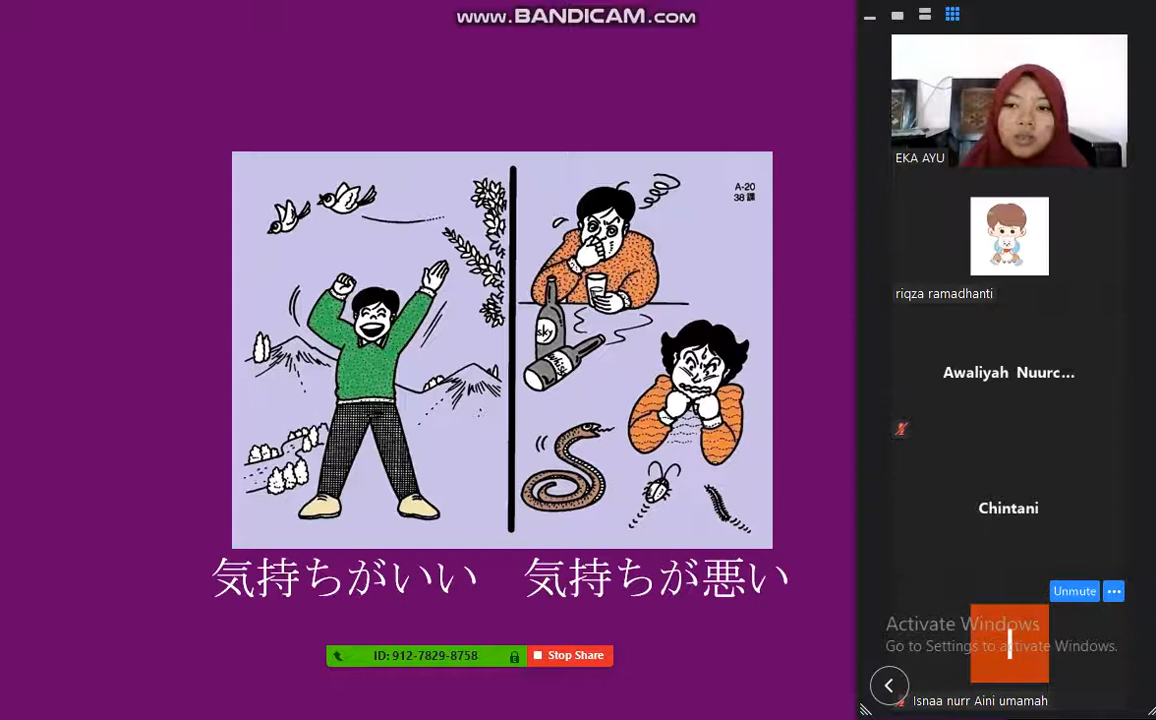 www.BANDICAM.com
A-20
38課
sky
Whisky
気持ちがいい 気持ちが悪い
ID: 912-7829-8758
Stop Share
EKA AYU
riqza ramadhanti
Awaliyah Nuurc...
Chintani
Unmute
Activate Windows
Go to Settings to activate Windows.
I
Isnaa nurr Aini umamah